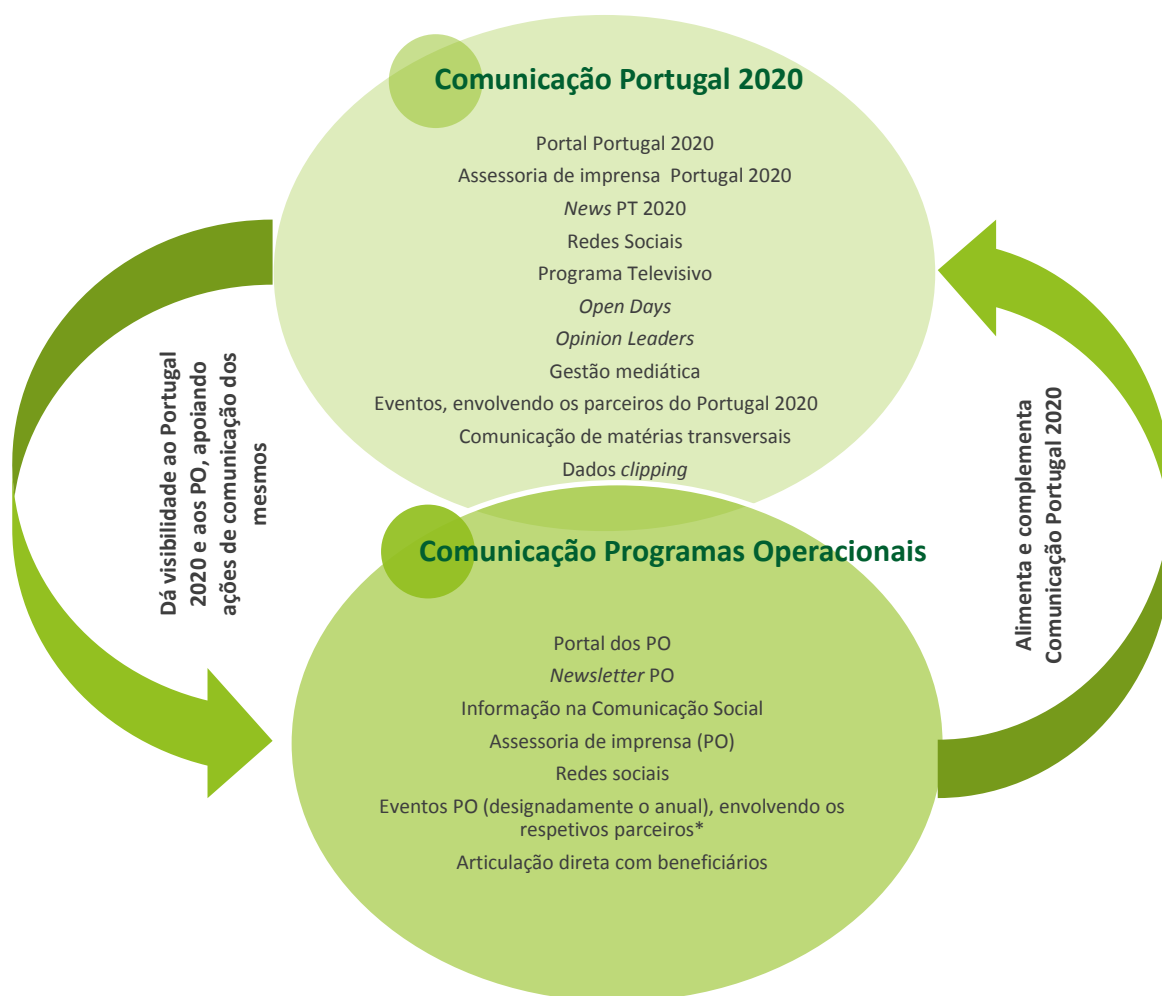 Comunicação Portugal 2020
Portal Portugal 2020
Assessoria de imprensa Portugal 2020
News PT 2020
Redes Sociais
Programa Televisivo
Open Days
Opinion Leaders
Gestão mediática
Eventos, envolvendo os parceiros do Portugal 2020
Comunicação de matérias transversais
Dados clipping
Dá visibilidade ao Portugal
2020 e aos PO, apoiando
ações de comunicação dos
mesmos
Alimenta e complementa
Comunicação Portugal 2020
Comunicação Programas Operacionais
Portal dos PO
Newsletter PO
Informação na Comunicação Social
Assessoria de imprensa (PO)
Redes sociais
Eventos PO (designadamente o anual), envolvendo os
respetivos parceiros*
Articulação direta com beneficiários